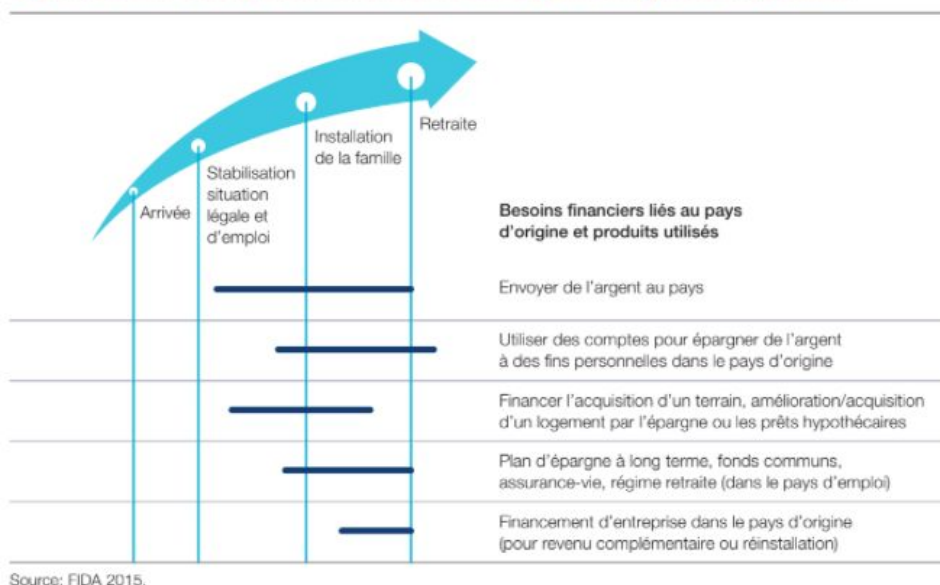 Arrivée
Stabilisation
situation
légale et
d'emploi
Installation
de la famille
Retraite
Besoins financiers liés au pays
d'origine et produits utilisés
Envoyer de l'argent au pays
Utiliser des comptes pour épargner de l'argent
à des fins personnelles dans le pays d'origine
Financer l'acquisition d'un terrain, amélioration/acquisition
d'un logement par l'épargne ou les prêts hypothécaires
Plan d'épargne à long terme, fonds communs,
assurance-vie, régime retraite (dans le pays d'emploi)
Financement d'entreprise dans le pays d'origine
(pour revenu complémentaire ou réinstallation)
Source: FIDA 2015.